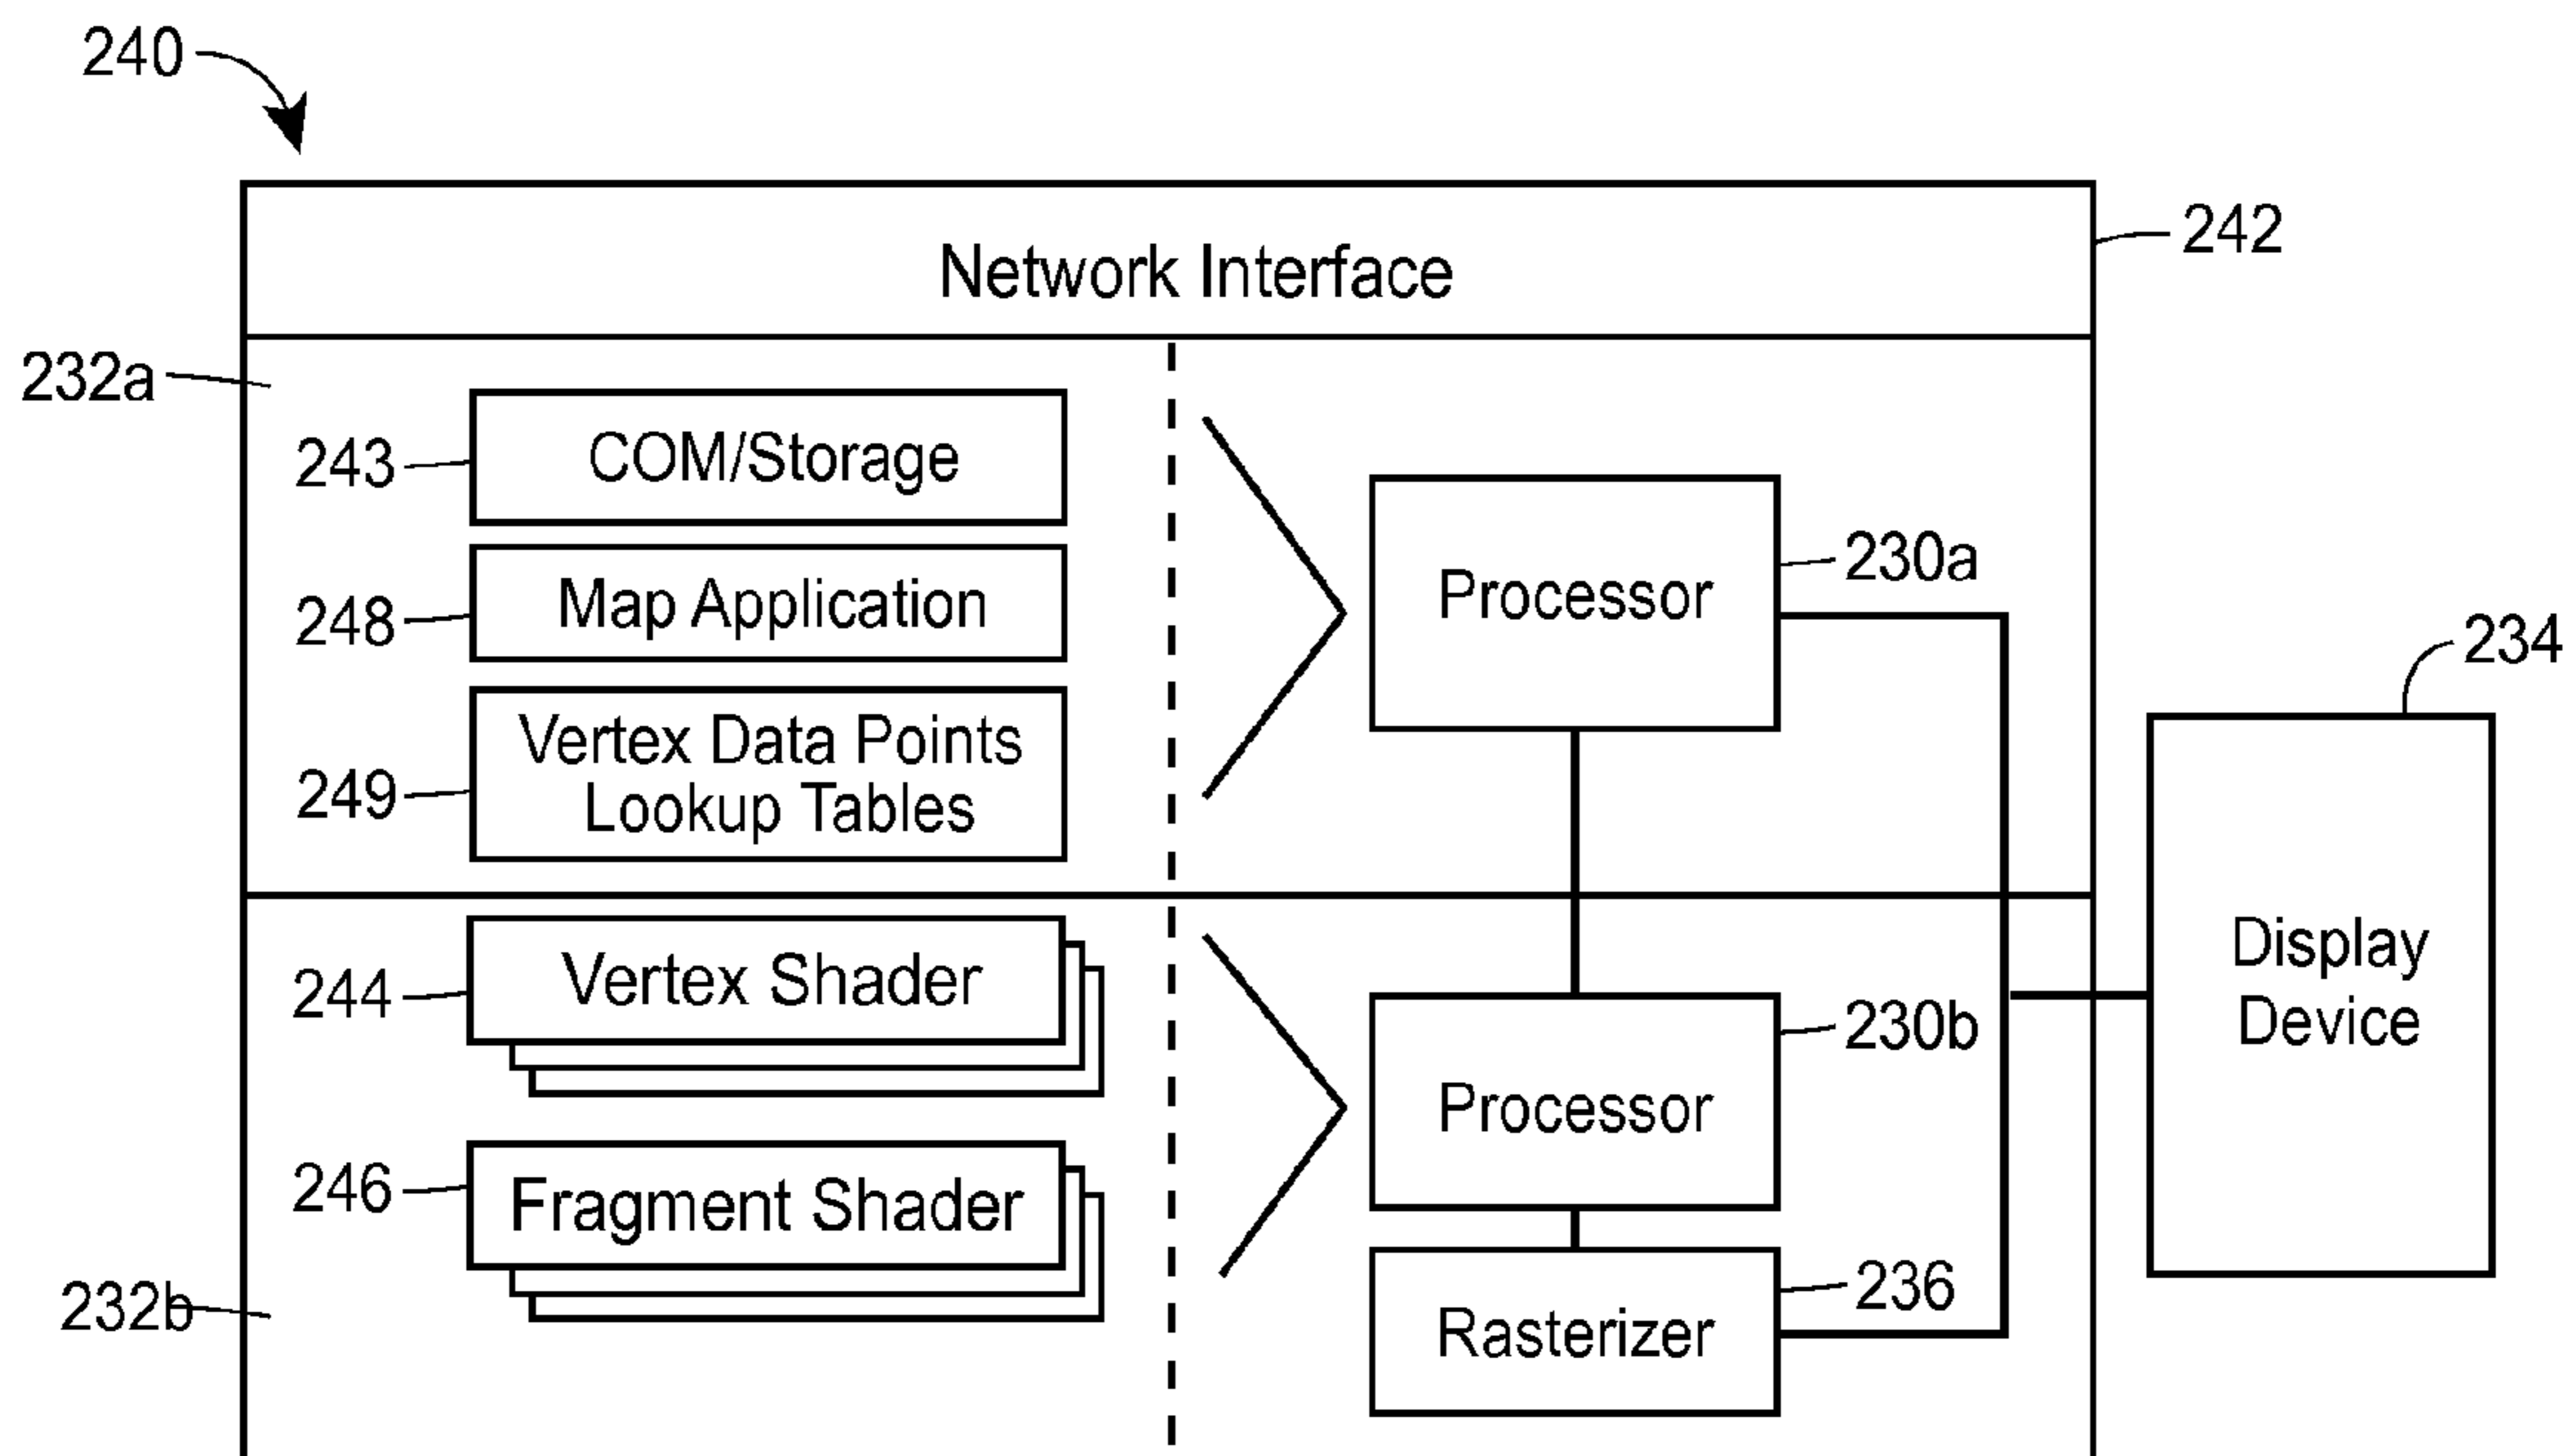 240
242
Network Interface
232a
243
COM/Storage
248
Map Application
249
Vertex Data Points
Lookup Tables
Processor
230a
234
Display
Device
244
Vertex Shader
246
Fragment Shader
232b
Processor
230b
Rasterizer
236